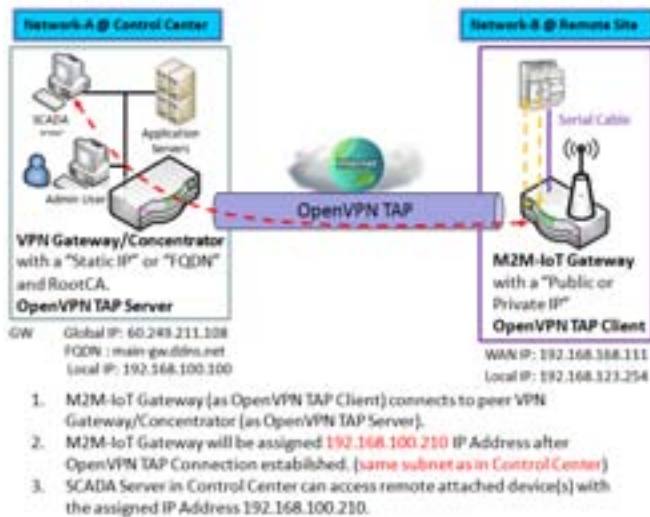 Network-A @ Control Center
Network-B @ Remote Site
SCADA
Application
Servers
Admin User
Serial Cable
Internet
OpenVPN TAP
VPN Gateway/Concentrator
with a "Static IP" or "FQDN"
and RootCA.
OpenVPN TAP Server
M2M-IoT Gateway
with a "Public or
Private IP"
OpenVPN TAP Client
GW Global IP: 60.249.211.108
FQDN : main-gw.ddns.net
Local IP: 192.168.100.100
WAN IP: 192.168.168.111
Local IP: 192.168.123.254
1. M2M-IoT Gateway (as OpenVPN TAP Client) connects to peer VPN
Gateway/Concentrator (as OpenVPN TAP Server).
2. M2M-IoT Gateway will be assigned 192.168.100.210 IP Address after
OpenVPN TAP Connection established. (same subnet as in Control Center)
3. SCADA Server in Control Center can access remote attached device(s) with
the assigned IP Address 192.168.100.210.